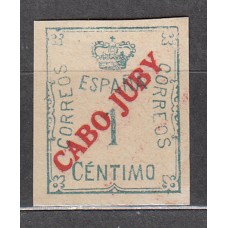 ESPAÑA
CORREOS
CORREOS
CABO JUBY
1
CÉNTIMO